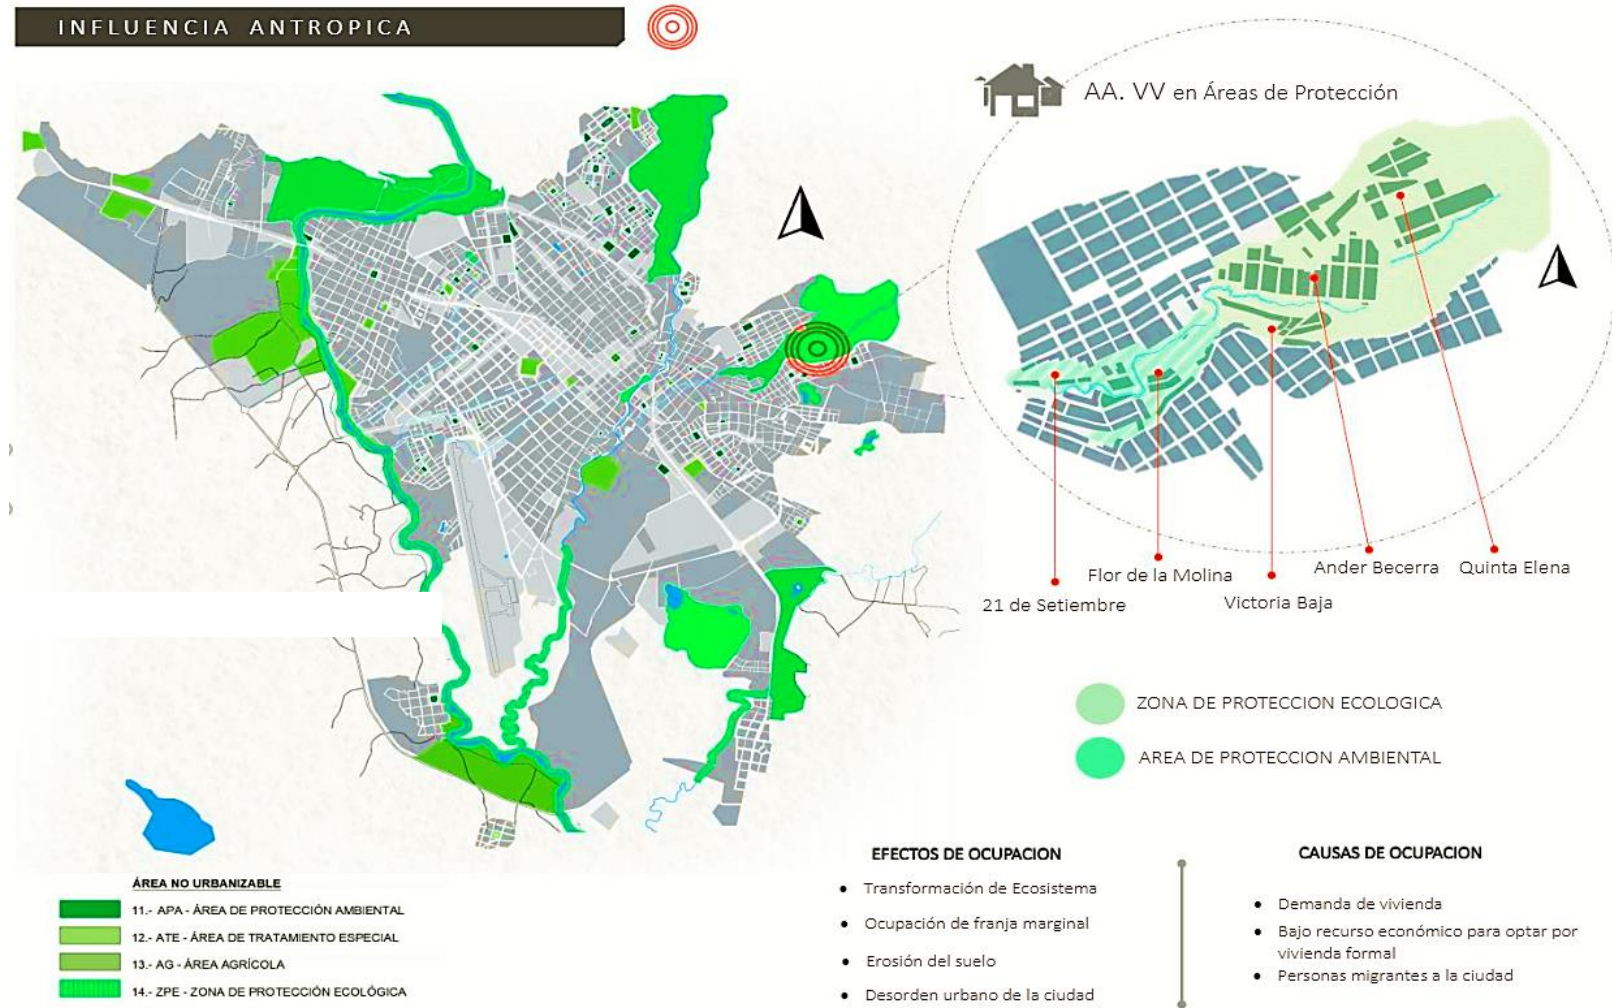 INFLUENCIA ANTROPICA
AA. VV en Áreas de Protección
21 de Setiembre
Flor de la Molina
Victoria Baja
Ander Becerra
Quinta Elena
ZONA DE PROTECCION ECOLOGICA
AREA DE PROTECCION AMBIENTAL
ÁREA NO URBANIZABLE
11.- APA - ÁREA DE PROTECCIÓN AMBIENTAL
12.- ATE - ÁREA DE TRATAMIENTO ESPECIAL
13.- AG - ÁREA AGRÍCOLA
14.- ZPE - ZONA DE PROTECCIÓN ECOLÓGICA
EFECTOS DE OCUPACION
• Transformación de Ecosistema
• Ocupación de franja marginal
• Erosión del suelo
• Desorden urbano de la ciudad
CAUSAS DE OCUPACION
• Demanda de vivienda
• Bajo recurso económico para optar por
vivienda formal
• Personas migrantes a la ciudad